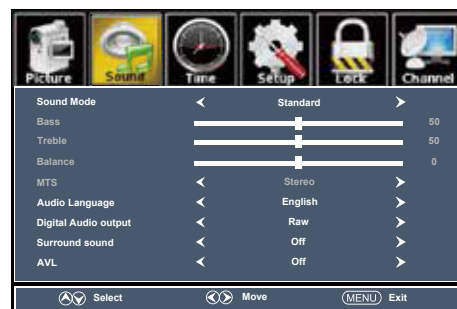 Picture Sound Time Setup Lock Channel
Sound Mode Standard
Bass 50
Treble 50
Balance 0
MTS Stereo
Audio Language English
Digital Audio output Raw
Surround sound Off
AVL Off
Select Move MENU Exit